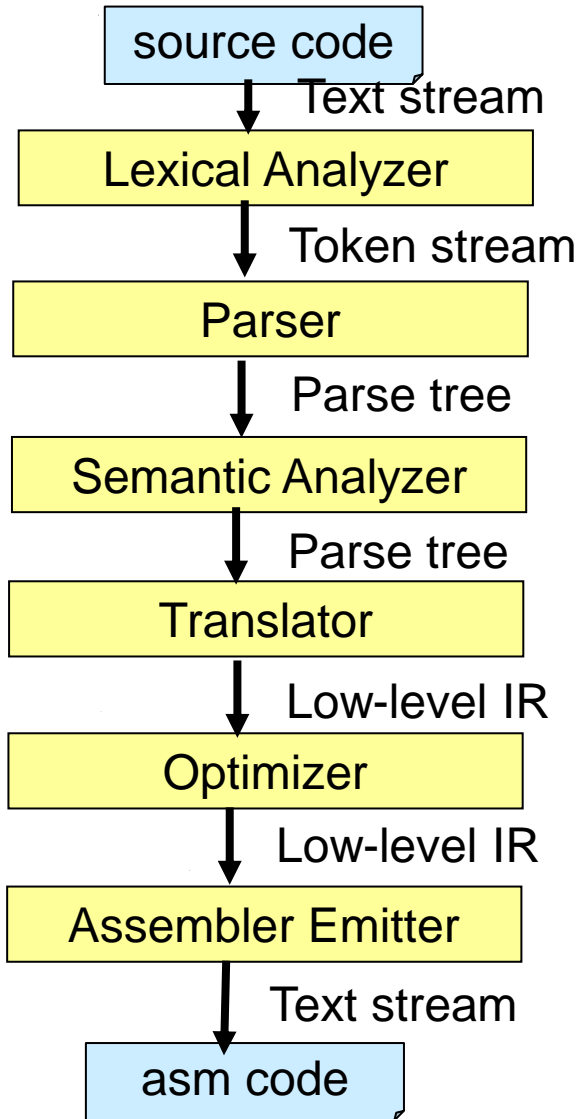 source code
Text stream
Lexical Analyzer
Token stream
Parser
Parse tree
Semantic Analyzer
Parse tree
Translator
Low-level IR
Optimizer
Low-level IR
Assembler Emitter
Text stream
asm code